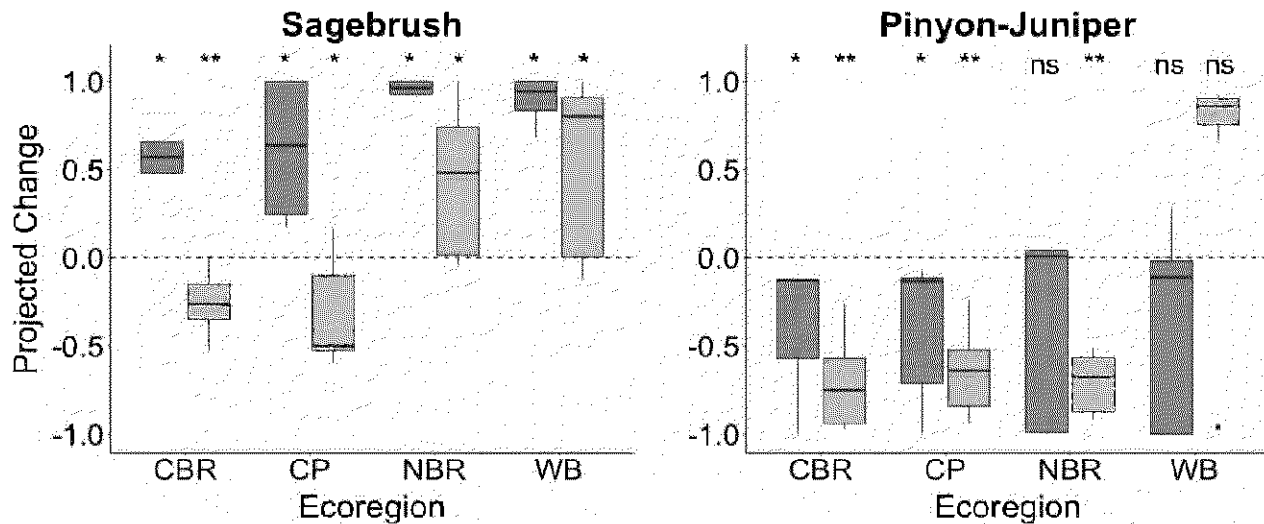 Sagebrush
Projected Change
* ** * * * * * *
1.0
0.5
0.0
-0.5
-1.0
CBR CP NBR WB
Ecoregion
Pinyon-Juniper
* ** * ** ns ** ns ns
1.0
0.5
0.0
-0.5
-1.0
CBR CP NBR WB
Ecoregion